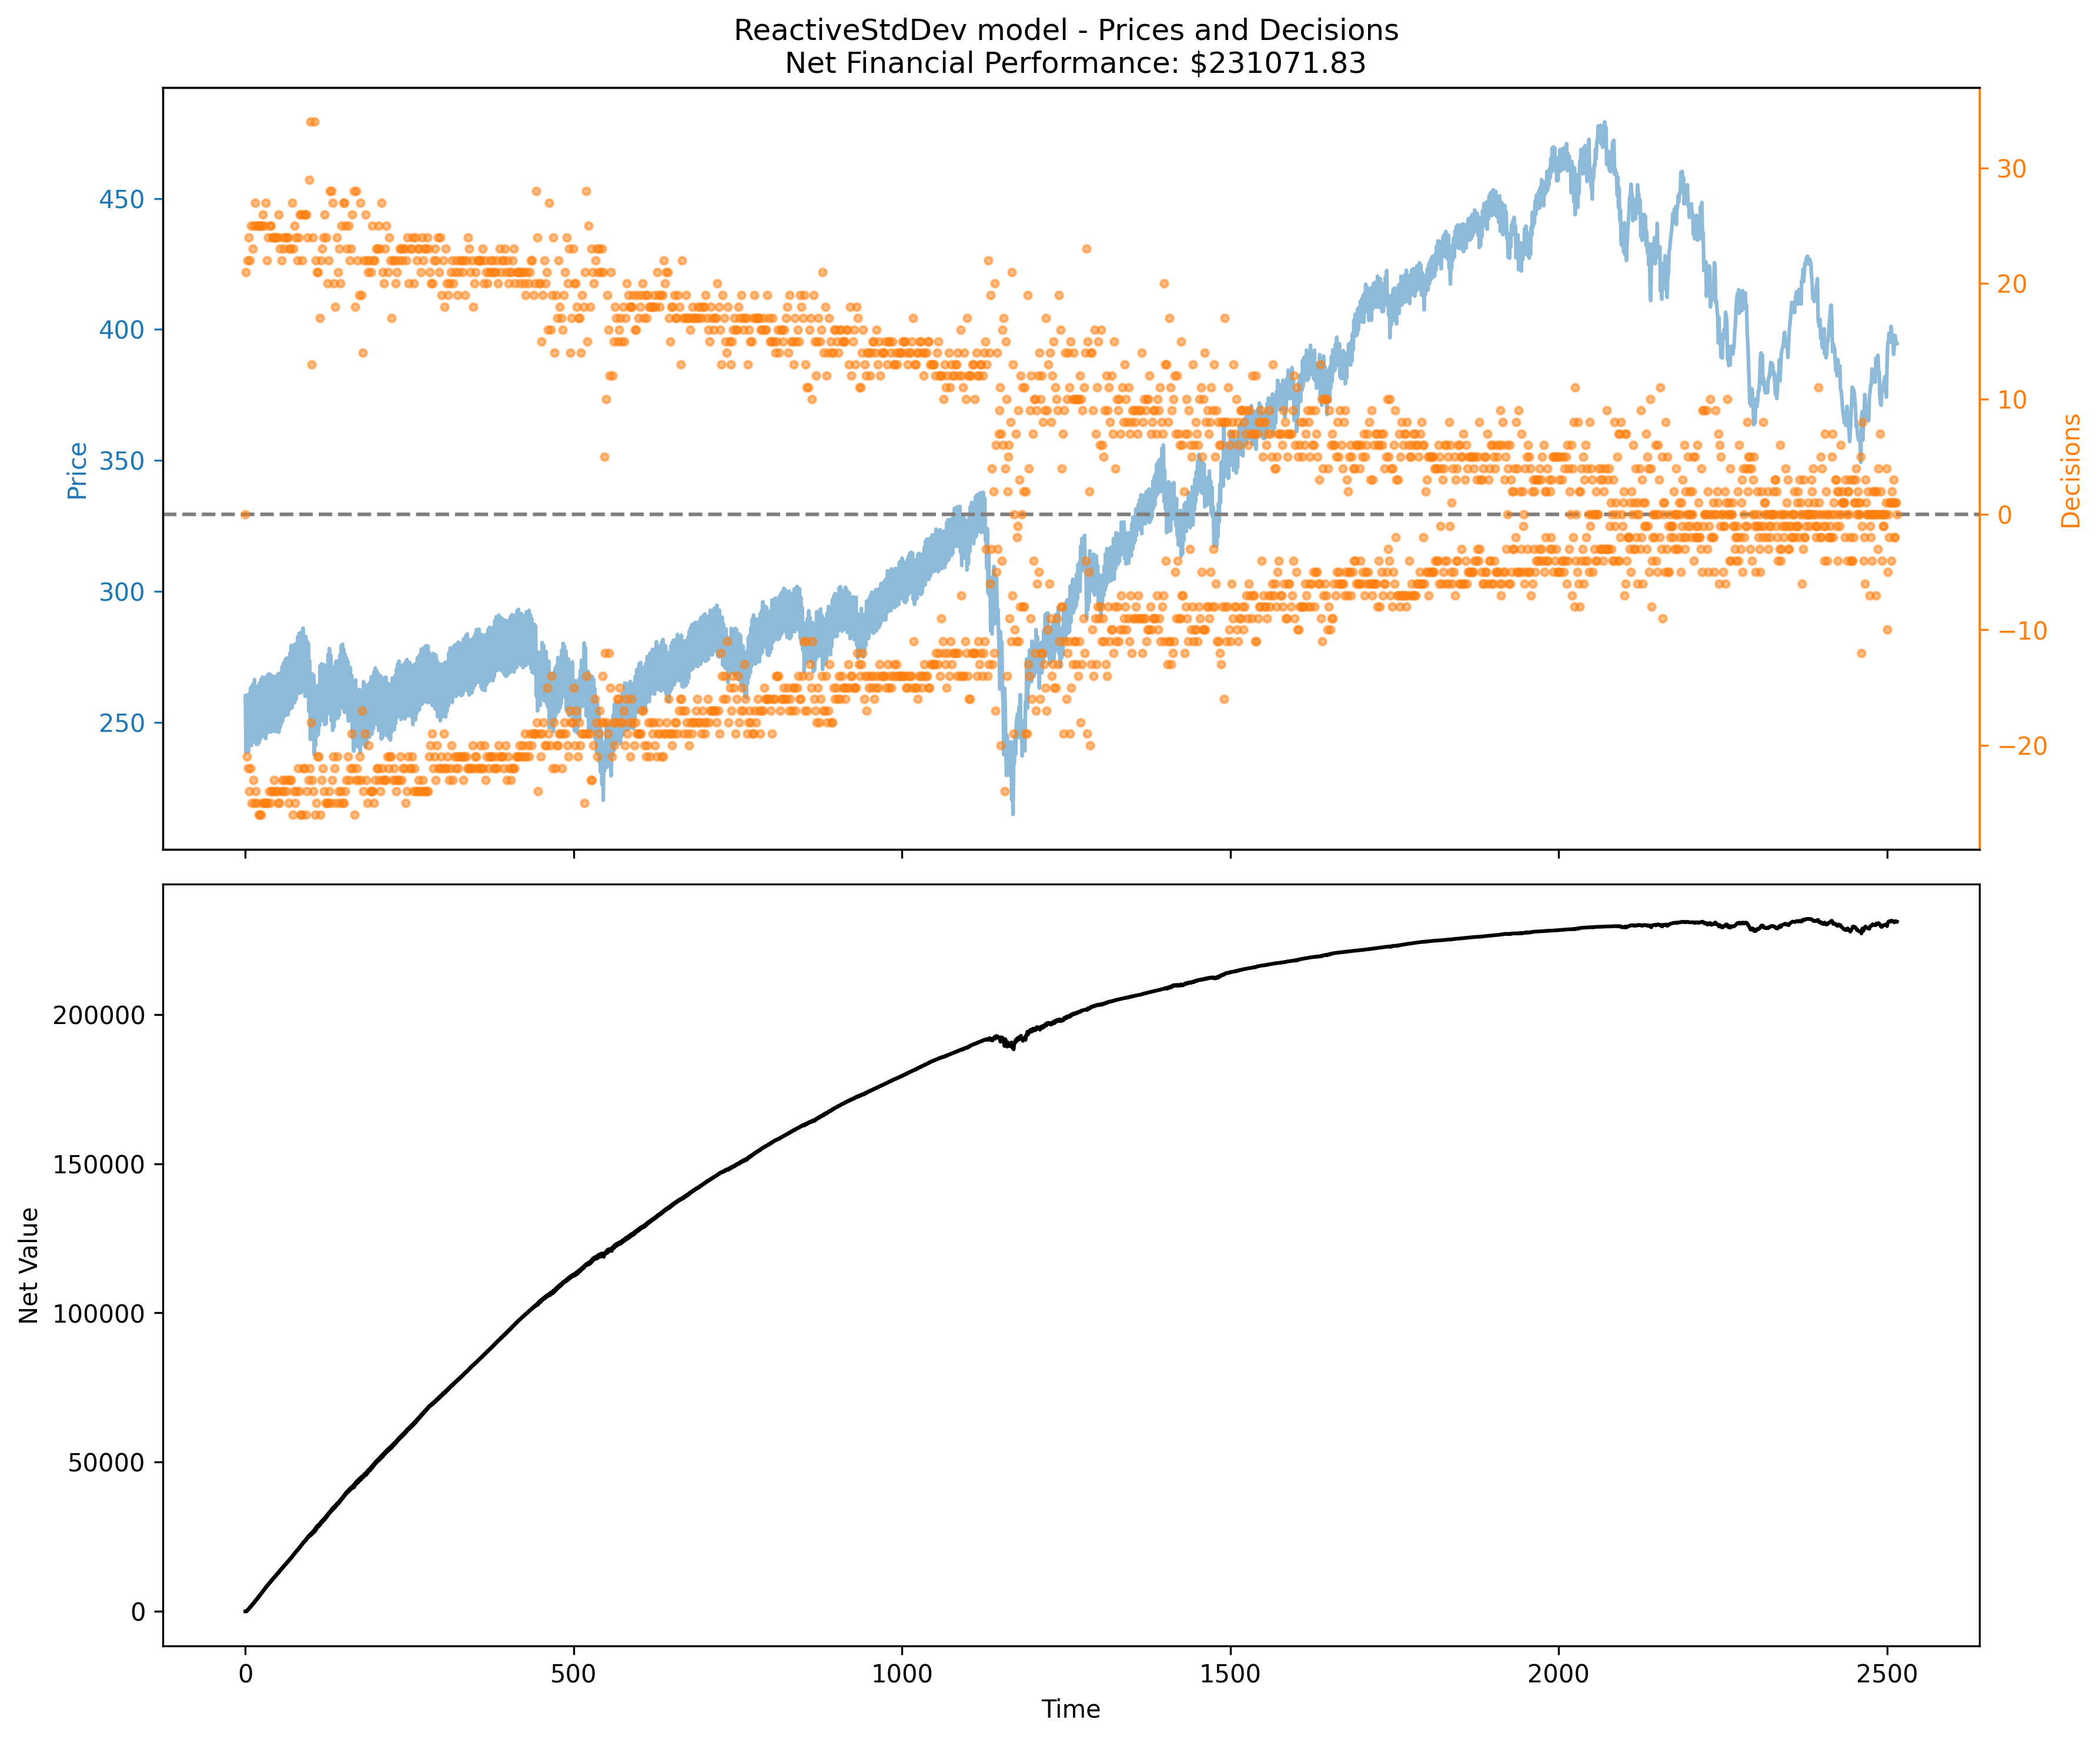 ReactiveStdDev model - Prices and Decisions
Net Financial Performance: $231071.83
450
400
350
300
250
Price
30
20
10
0
−10
−20
Decisions
200000
150000
100000
50000
0
Net Value
0 500 1000 1500 2000 2500
Time